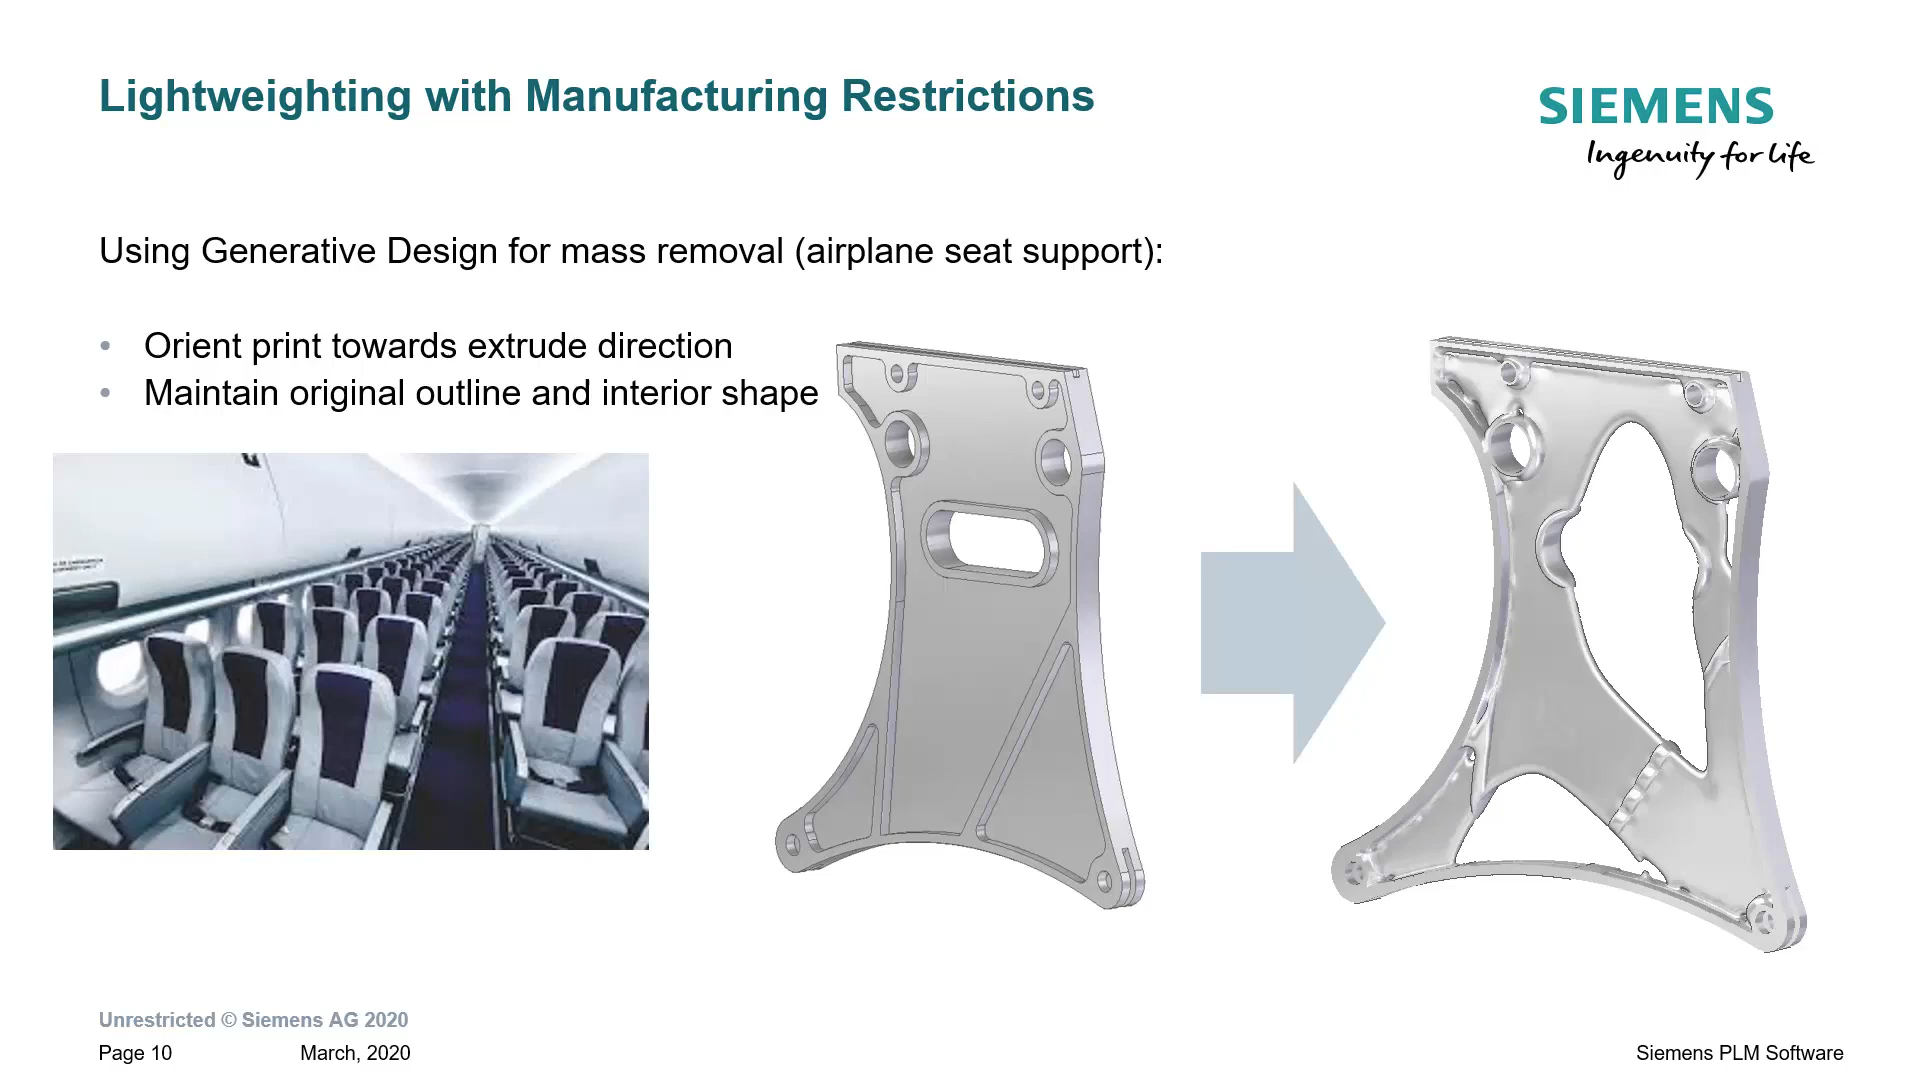 Lightweighting with Manufacturing Restrictions
SIEMENS
Ingenuity for life
Using Generative Design for mass removal (airplane seat support):
• Orient print towards extrude direction
• Maintain original outline and interior shape
Unrestricted © Siemens AG 2020
Page 10 March, 2020
Siemens PLM Software